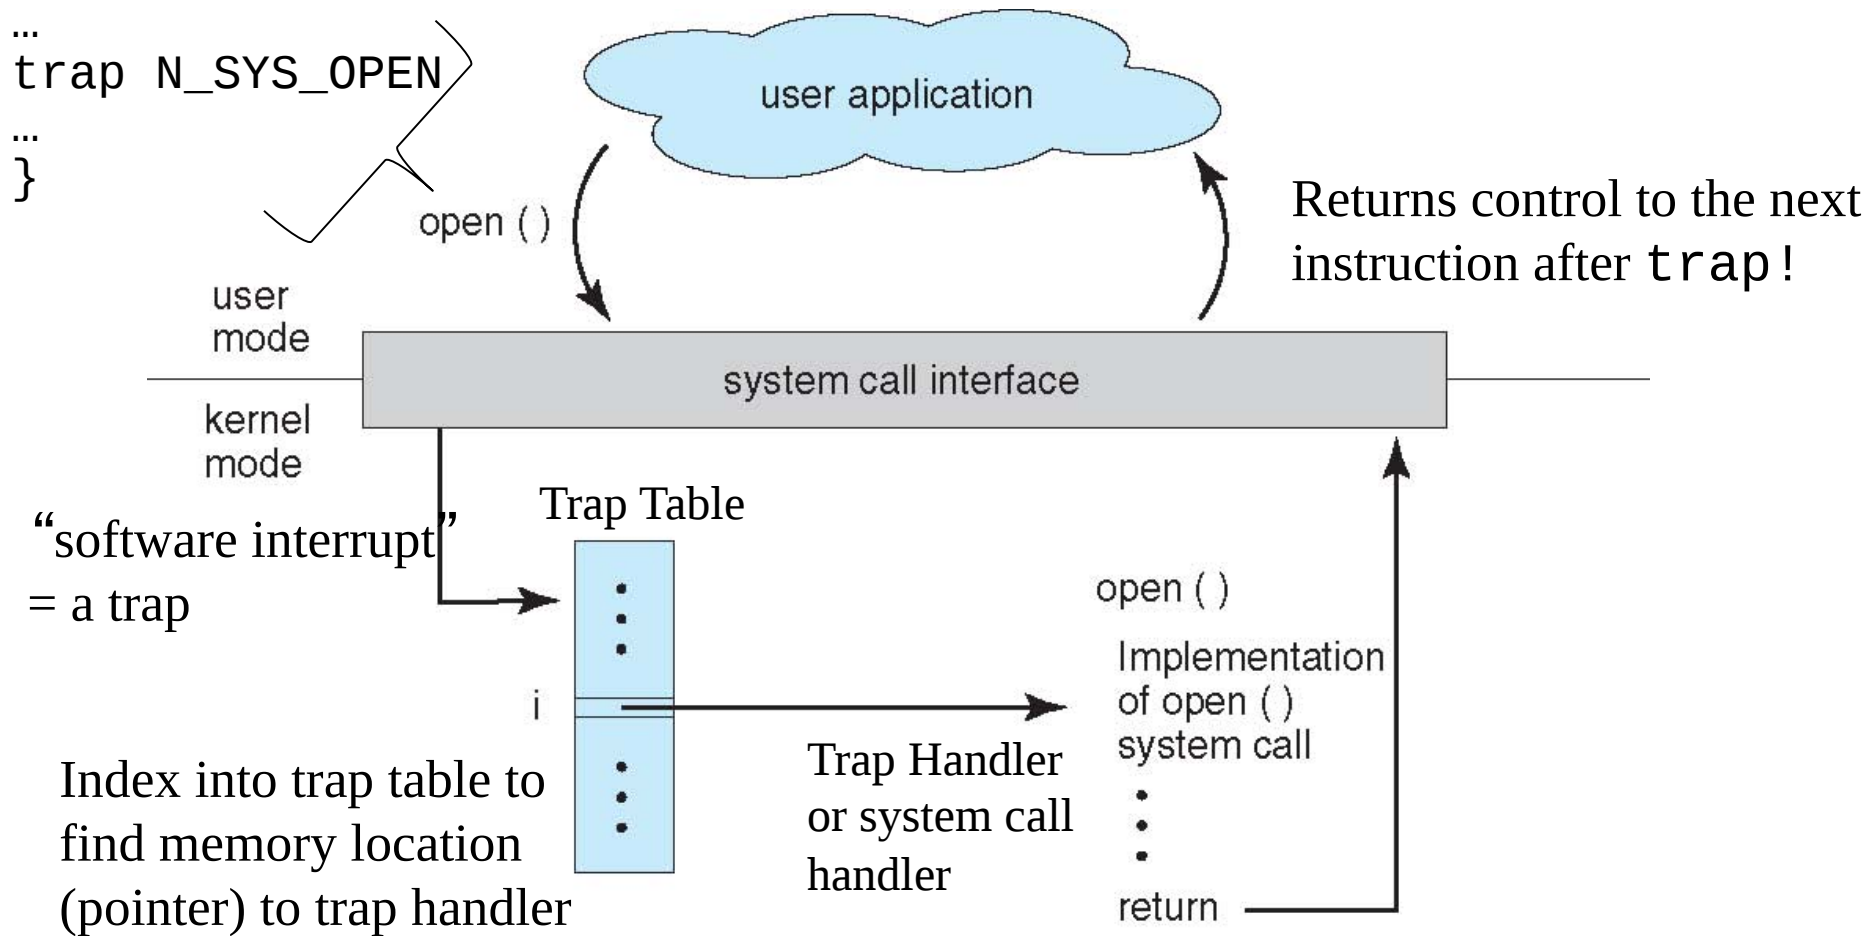 …
trap N_SYS_OPEN
…
}
user application
open ( )
Returns control to the next
instruction after trap!
user
mode
system call interface
kernel
mode
“software interrupt”
= a trap
Trap Table
i
Index into trap table to
find memory location
(pointer) to trap handler
Trap Handler
or system call
handler
open ( )
Implementation
of open ( )
system call
return